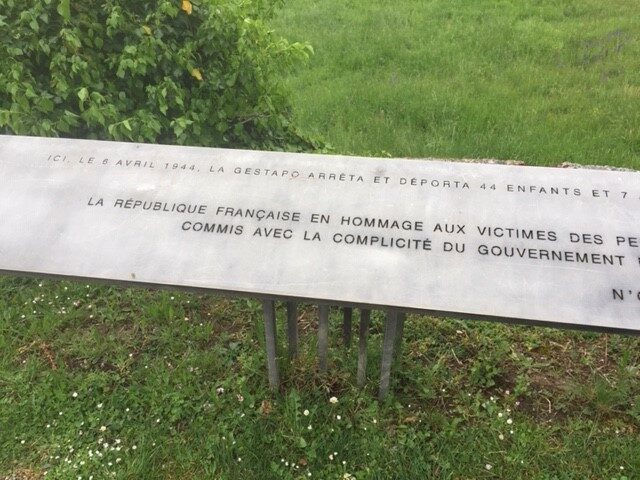 ICI, LE 6 AVRIL 1944, LA GESTAPO ARRÊTA ET DÉPORTA 44 ENFANTS ET 7
LA RÉPUBLIQUE FRANÇAISE EN HOMMAGE AUX VICTIMES DES PE
COMMIS AVEC LA COMPLICITÉ DU GOUVERNEMENT
N'O